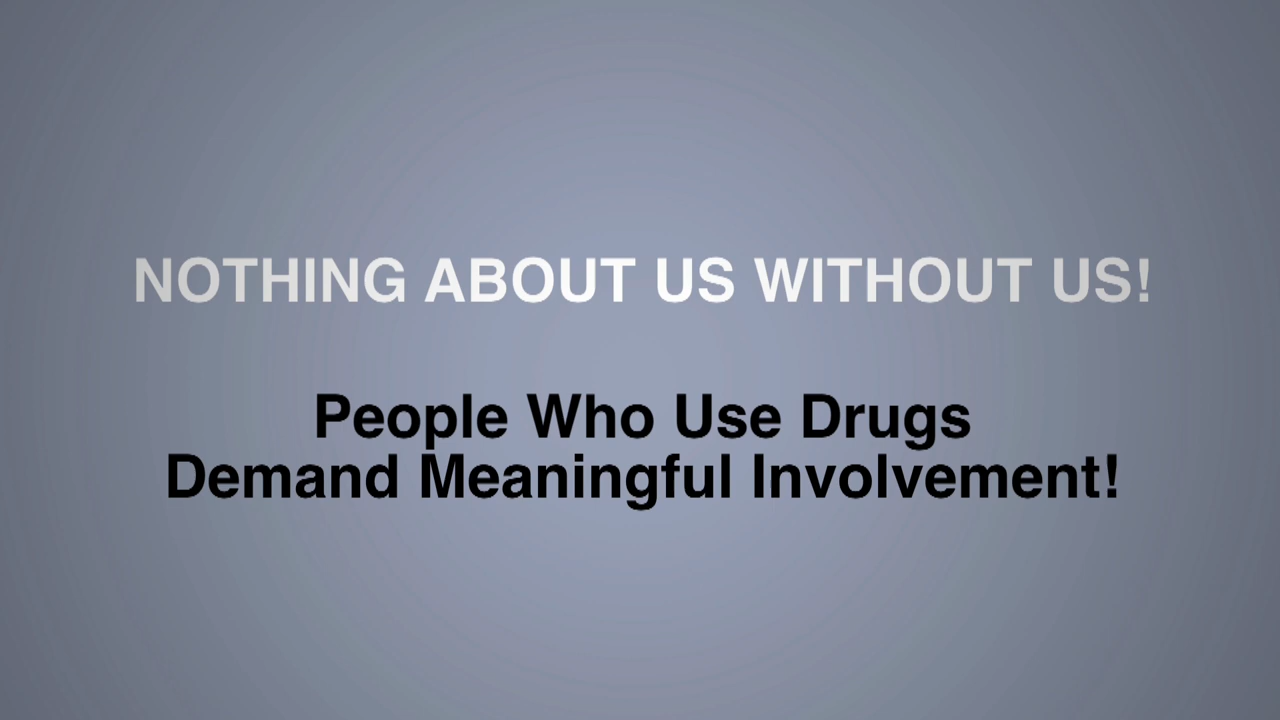 NOTHING ABOUT US WITHOUT US!
People Who Use Drugs
Demand Meaningful Involvement!